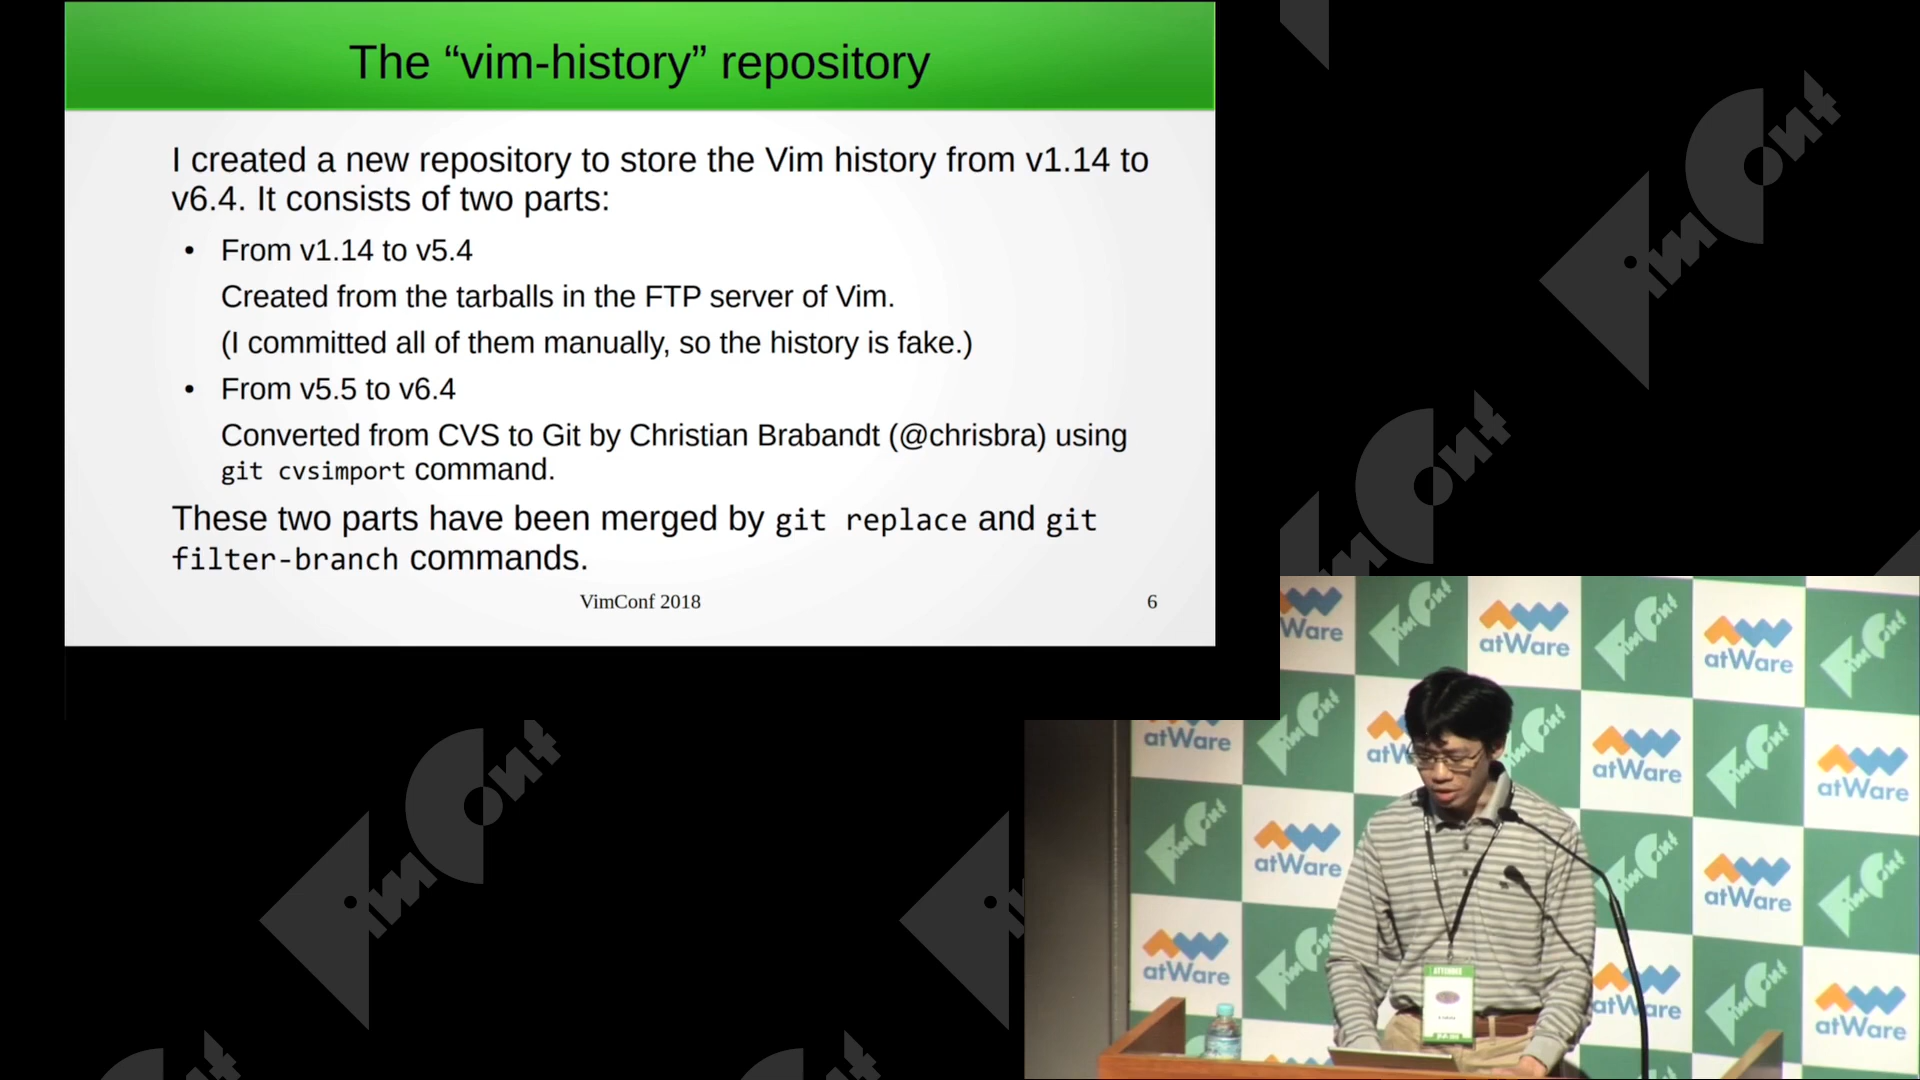 The “vim-history” repository
I created a new repository to store the Vim history from v1.14 to
v6.4. It consists of two parts:
• From v1.14 to v5.4
Created from the tarballs in the FTP server of Vim.
(I committed all of them manually, so the history is fake.)
• From v5.5 to v6.4
Converted from CVS to Git by Christian Brabandt (@chrisbra) using
git cvsimport command.
These two parts have been merged by git replace and git
filter-branch commands.
VimConf 2018
6
VimConf
VimConf
VimConf
atWare
atWare
atWare
atWare
atWare
atWare
atWare
atWare
atWare
atWare
atWare
ATTENDEE